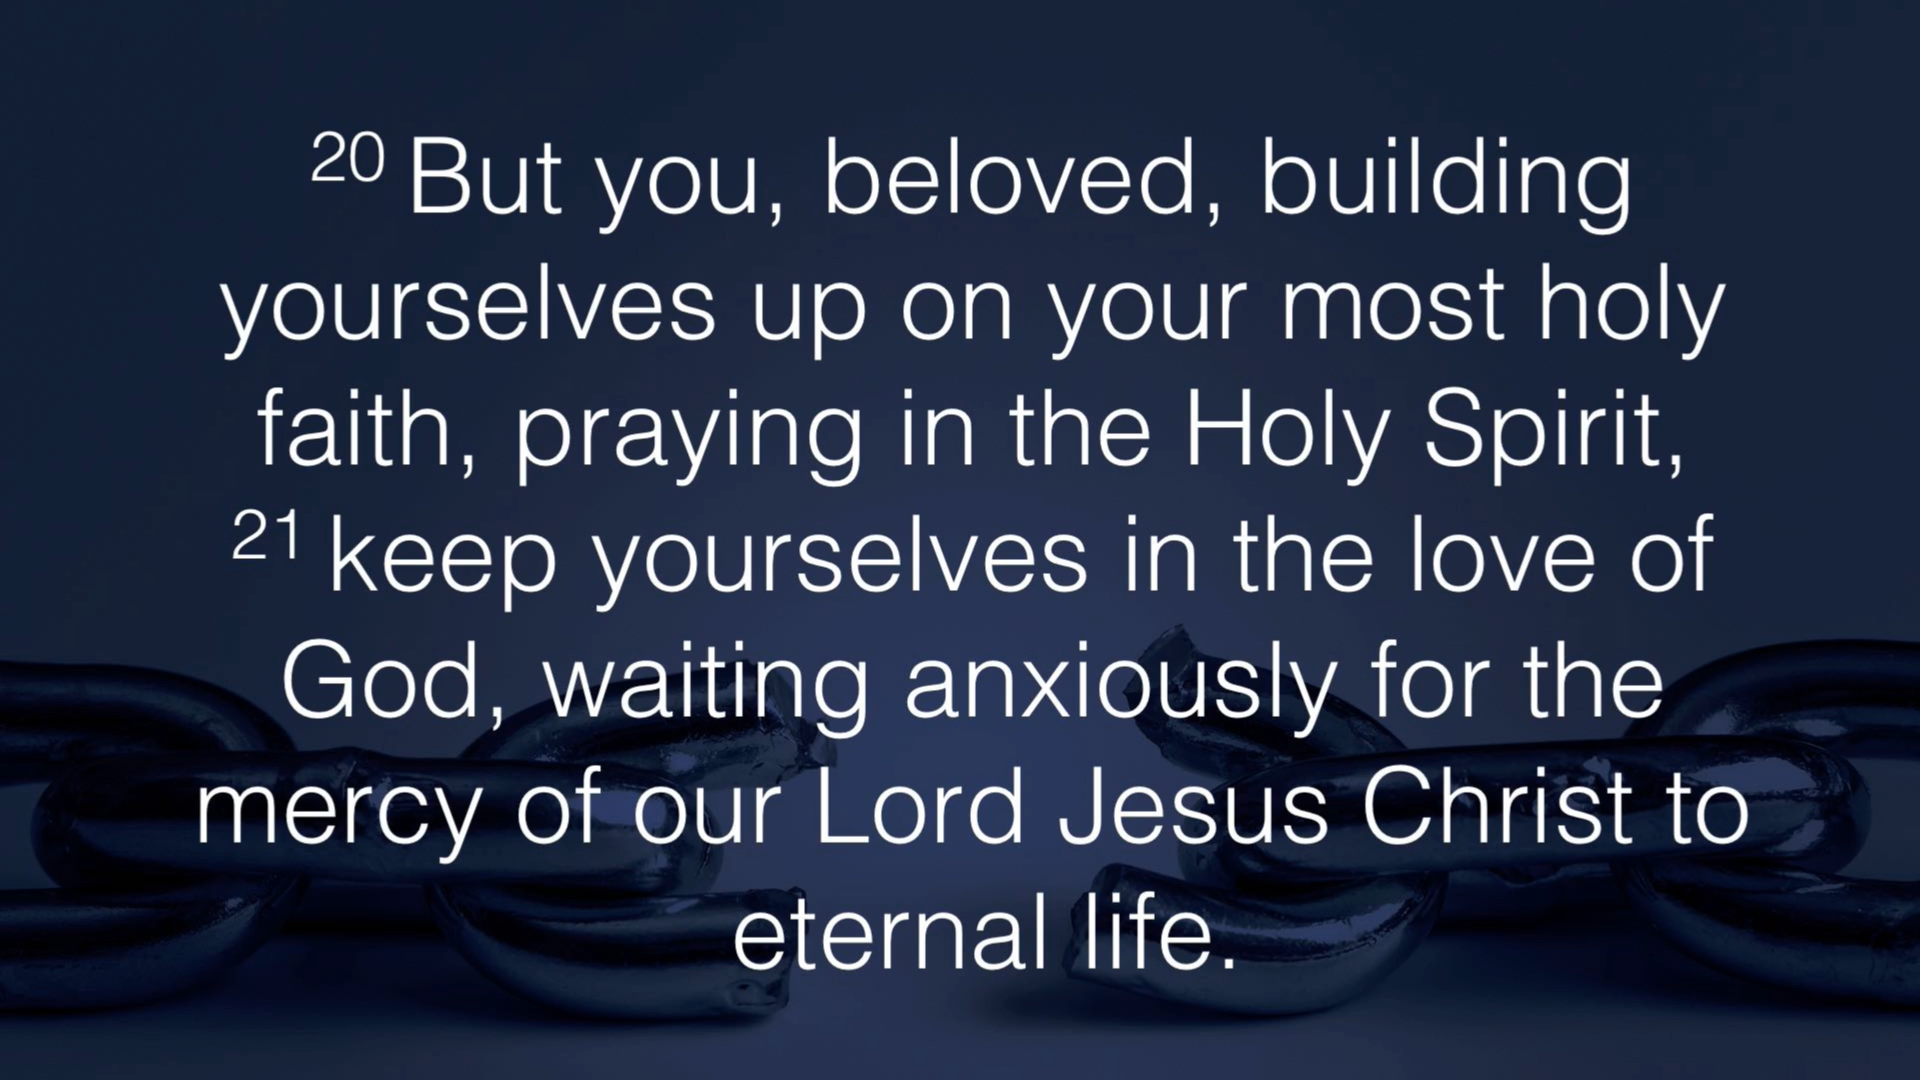 20 But you, beloved, building
yourselves up on your most holy
faith, praying in the Holy Spirit,
21 keep yourselves in the love of
God, waiting anxiously for the
mercy of our Lord Jesus Christ to
eternal life.